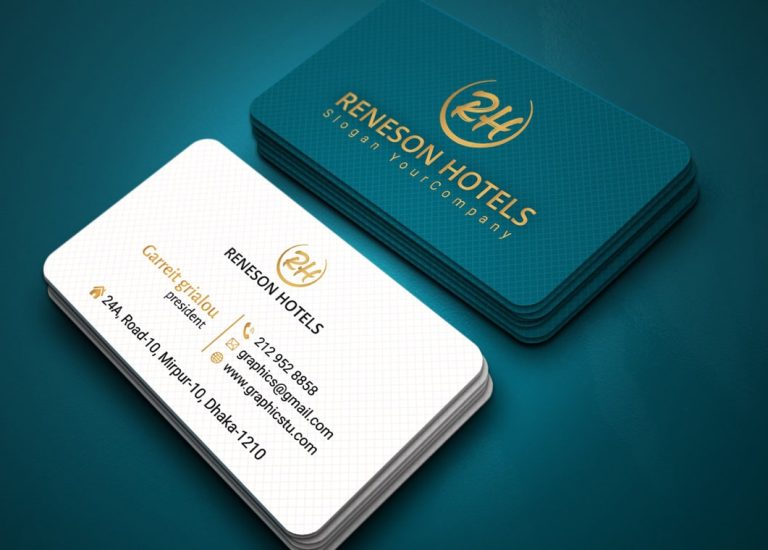 RH
RENESON HOTELS
Slogan YourCompany
RH
RENESON HOTELS
Garreit grialou
president
212 952 8858
graphics@gmail.com
www.graphicstu.com
24A, Road-10, Mirpur-10, Dhaka-1210